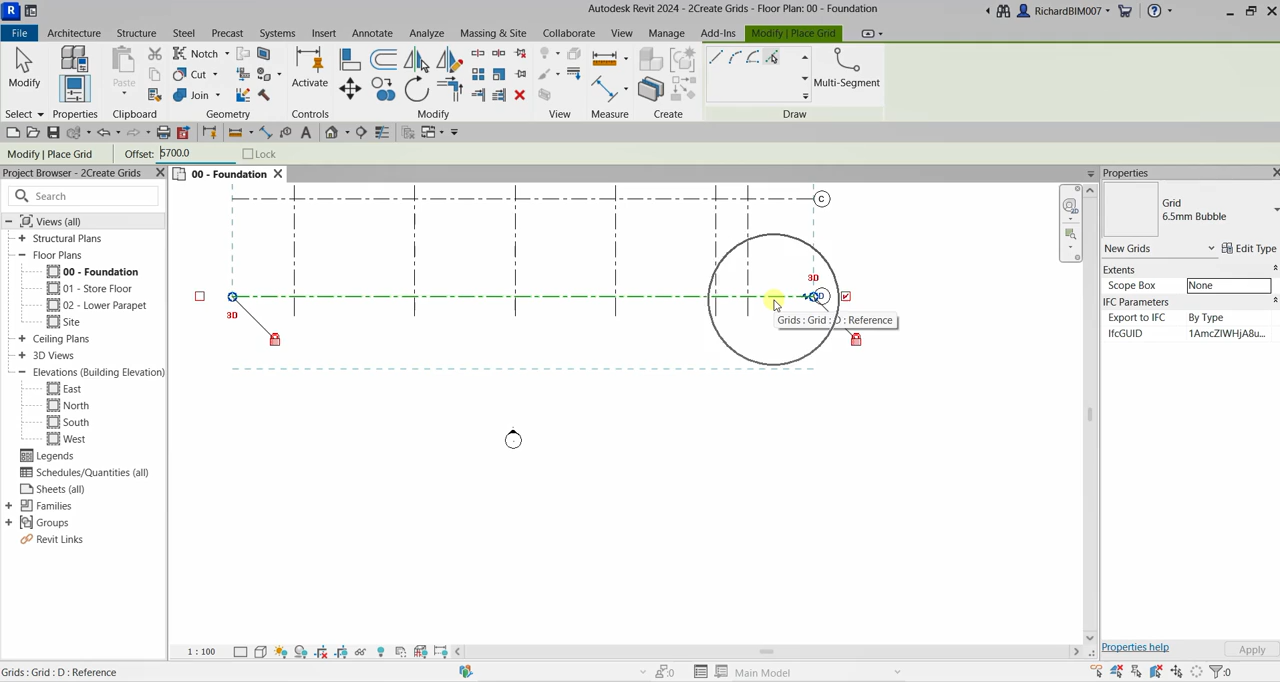 Autodesk Revit 2024 - 2Create Grids - Floor Plan: 00 - Foundation
RichardBIM007
File Architecture Structure Steel Precast Systems Insert Annotate Analyze Massing & Site Collaborate View Manage Add-Ins Modify | Place Grid
Modify Paste Notch Cut Join Activate Multi-Segment
Select Properties Clipboard Geometry Controls Modify View Measure Create Draw
Modify | Place Grid Offset: 5700.0 Lock
Project Browser - 2Create Grids
00 - Foundation
Properties
Search
Views (all)
Structural Plans
Floor Plans
00 - Foundation
01 - Store Floor
02 - Lower Parapet
Site
Ceiling Plans
3D Views
Elevations (Building Elevation)
East
North
South
West
Legends
Schedules/Quantities (all)
Sheets (all)
Families
Groups
Revit Links
C
3D
D
3D
Grids : Grid : D : Reference
Grid
6.5mm Bubble
New Grids Edit Type
Extents
Scope Box None
IFC Parameters
Export to IFC By Type
IfcGUID 1AmcZIWHjA8u...
Properties help Apply
1 : 100
Grids : Grid : D : Reference
:0
Main Model
:0